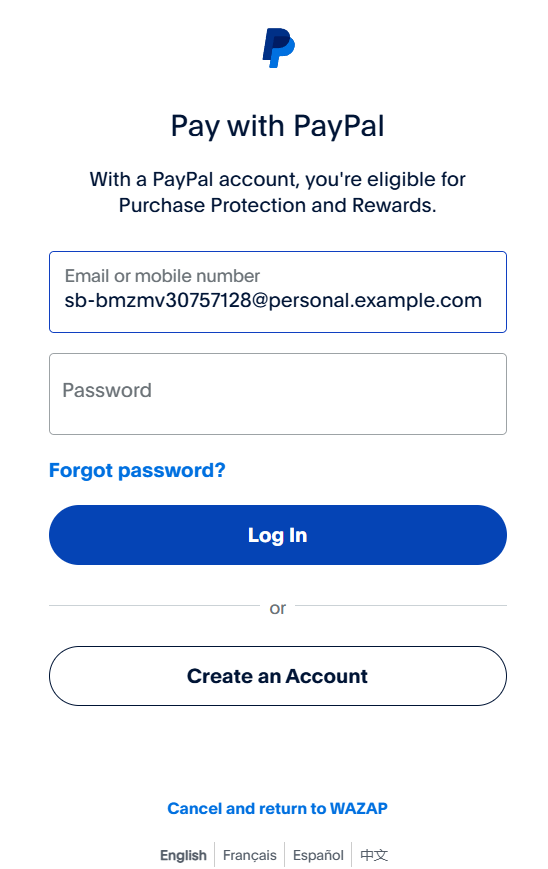 Pay with PayPal
With a PayPal account, you're eligible for
Purchase Protection and Rewards.
Email or mobile number
sb-bmzmv30757128@personal.example.com
Password
Forgot password?
Log In
or
Create an Account
Cancel and return to WAZAP
English Français Español 中文